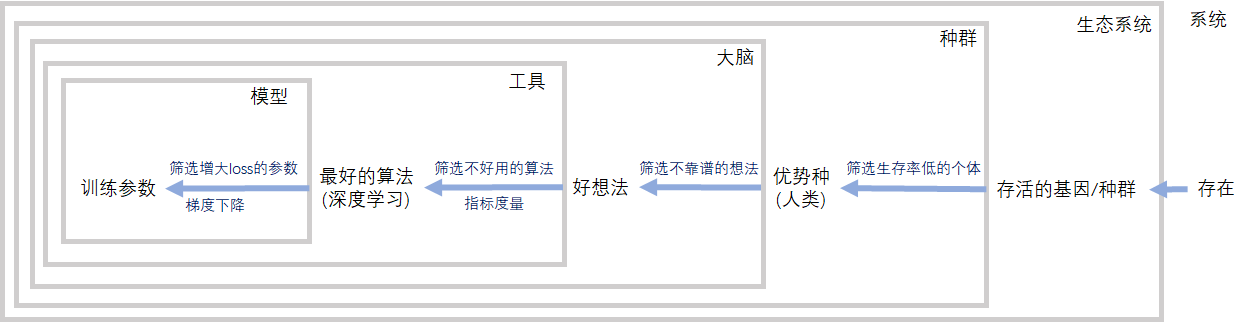 系统
生态系统
种群
大脑
工具
模型
训练参数
筛选增大loss的参数
梯度下降
最好的算法
(深度学习)
筛选不好用的算法
指标度量
好想法
筛选不靠谱的想法
优势种
(人类)
筛选生存率低的个体
存活的基因/种群
存在